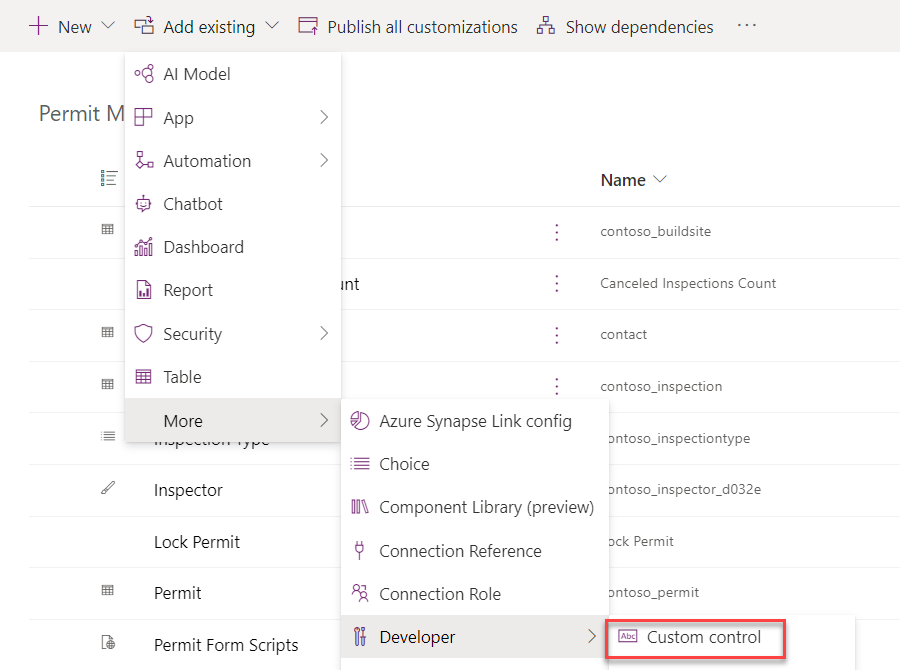 New
Add existing
Publish all customizations
Show dependencies
...
Permit M
AI Model
App
Automation
Chatbot
Dashboard
Report
Security
Table
More
Name
contoso_buildsite
unt
Canceled Inspections Count
contact
contoso_inspection
Inspection Type
ontoso_inspectiontype
Inspector
ontoso_inspector_d032e
Lock Permit
ock Permit
Permit
ontoso_permit
Permit Form Scripts
Azure Synapse Link config
Choice
Component Library (preview)
Connection Reference
Connection Role
Developer
Abc
Custom control